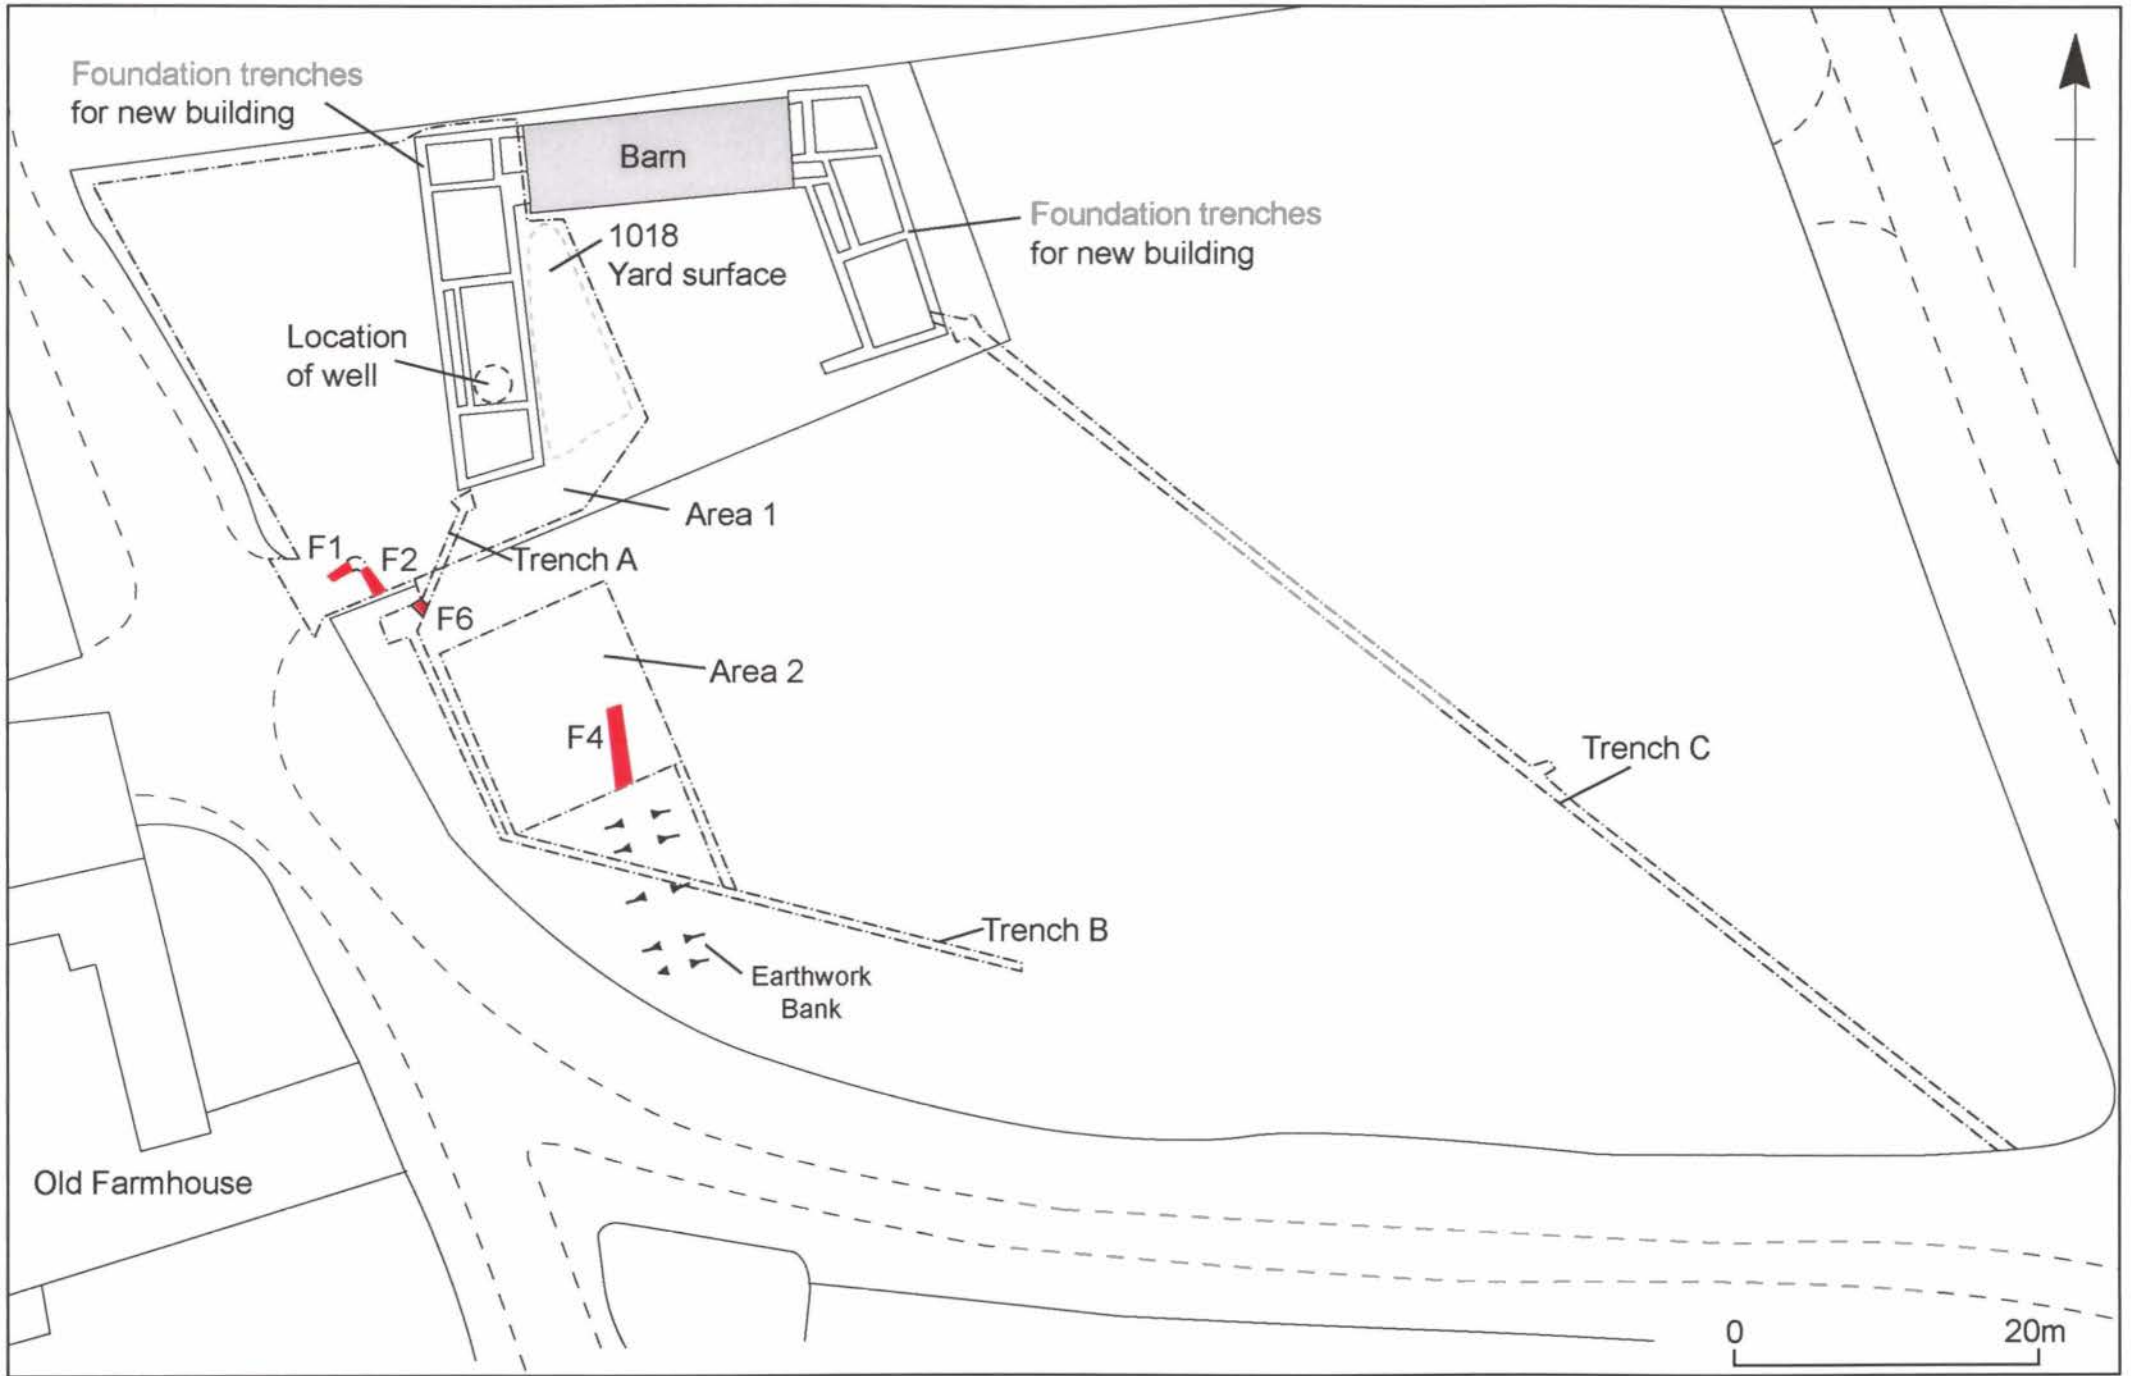 Foundation trenches
for new building
Barn
Foundation trenches
for new building
1018
Yard surface
Location
of well
Area 1
F1
F2
Trench A
F6
Area 2
F4
Trench C
Trench B
Earthwork
Bank
Old Farmhouse
0
20m